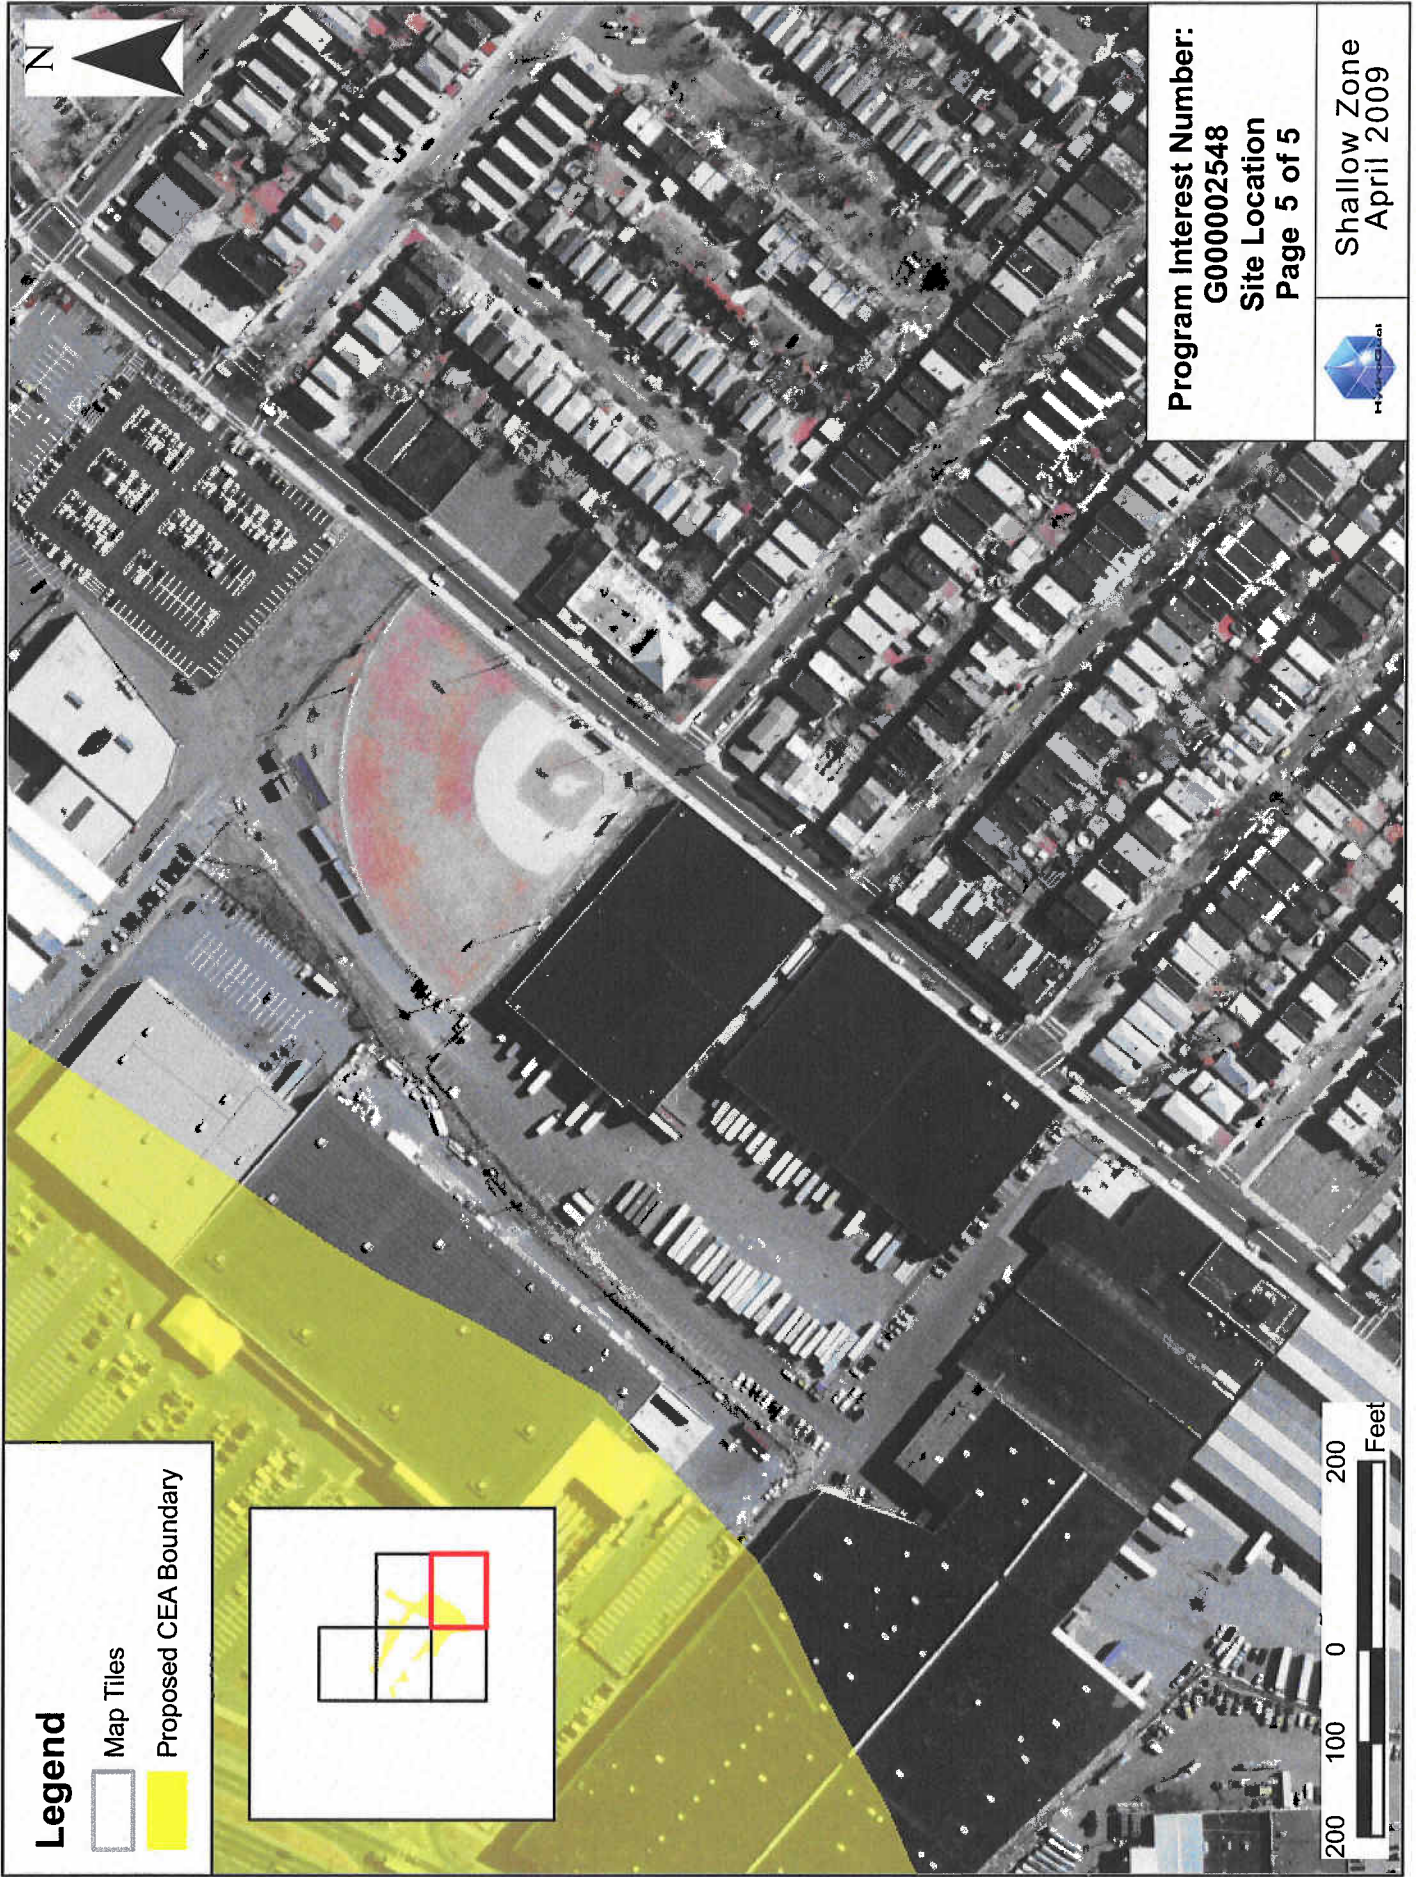 N
Legend
Map Tiles
Proposed CEA Boundary
200 100 0 200
Feet
Program Interest Number:
G000002548
Site Location
Page 5 of 5
HydroQual
Shallow Zone
April 2009